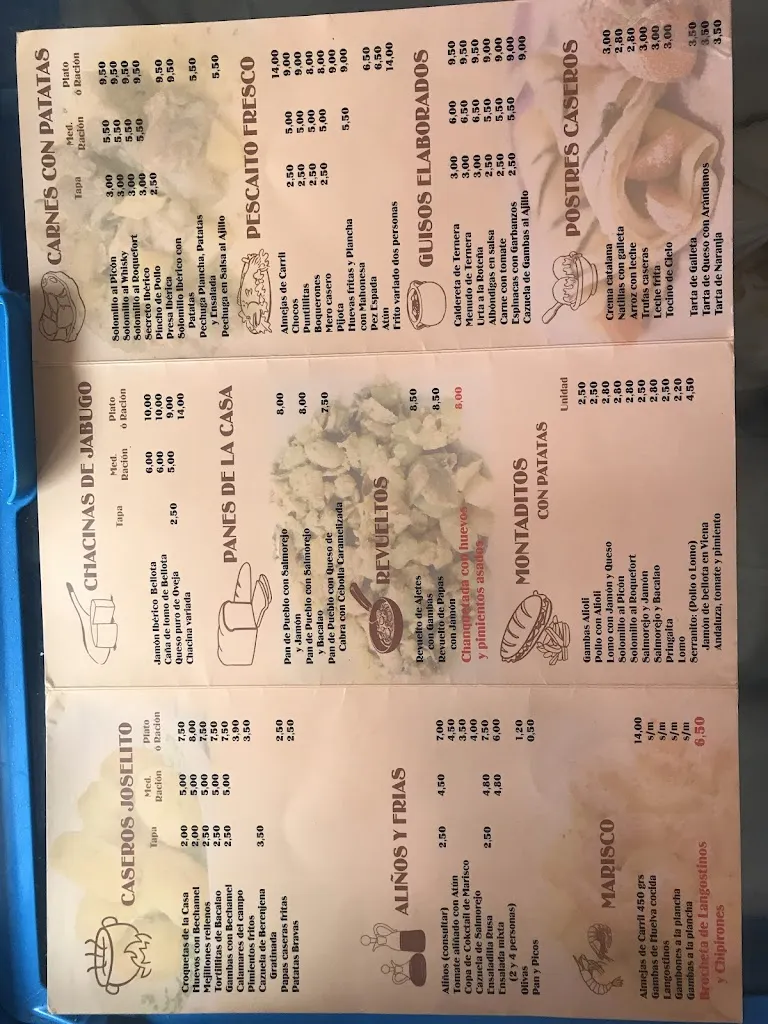 CASEROS JOSELITO
Tapa Med. Ración Plato ó Ración
Croquetas de la Casa 2,00 5,00 7,50
Huevos con Bechamel 2,00 5,00 8,00
Mejillones rellenos 2,50 5,00 7,50
Tortillitas de Bacalao 2,50 5,00 7,50
Gambas con Bechamel 2,50 5,00 7,50
Calamares del campo 3,90
Pimientos fritos 3,50
Cazuela de Berenjena 3,50
Gratinada
Papas caseras fritas 2,50
Patatas Bravas 2,50
ALIÑOS Y FRIAS
Aliños (consultar) 2,50 4,50 7,00
Tomate aliñado con Atún 4,50
Copa de Cokctail de Marisco 3,50
Cazuela de Salmorejo 4,00
Ensaladilla Rusa 2,50 4,80 7,50
Ensalada mixta 4,80 6,00
(2 y 4 personas)
Olivas 1,20
Pan y Picos 0,50
MARISCO
Almejas de Carril 450 grs 14,00
Gambas de Huelva cocida s/m
Langostinos s/m
Gambones a la plancha s/m
Gambas a la plancha s/m
Brocheta de Langostinos 6,50
y Chipirones
CHACINAS DE JABUGO
Tapa Med. Ración Plato ó Ración
Jamón Ibérico Bellota 6,00 10,00
Caña de lomo de Bellota 6,00 10,00
Queso puro de Oveja 2,50 5,00 9,00
Chacina variada 14,00
PANES DE LA CASA
Pan de Pueblo con Salmorejo 8,00
y Jamón
Pan de Pueblo con Salmorejo 8,00
y Bacalao
Pan de Pueblo con Queso de 7,50
Cabra con Cebolla Caramelizada
REVUELTOS
Revuelto de Ajetes 8,50
con Gambas
Revuelto de Papas 8,50
con Jamón
Chanquetada con huevos 8,00
y pimientos asados
MONTADITOS
CON PATATAS
Unidad
Gambas Alioli 2,50
Pollo con Alioli 2,50
Lomo con Jamón y Queso 2,80
Solomillo al Picón 2,80
Solomillo al Roquefort 2,80
Salmorejo y Jamón 2,50
Salmorejo y Bacalao 2,80
Pringaíta 2,50
Lomo 2,20
Serranito: (Pollo o Lomo) 4,50
Jamón de bellota en Viena
Andaluza, tomate y pimiento
CARNES CON PATATAS
Tapa Med. Ración Plato ó Ración
Solomillo al Picón 3,00 5,50 9,50
Solomillo al Whisky 3,00 5,50 9,50
Solomillo al Roquefort 3,00 5,50 9,50
Secreto Ibérico 3,00 5,50 9,50
Pincho de Pollo 2,50
Presa Ibérica 9,50
Solomillo Ibérico con 9,50
Patatas
Pechuga Plancha, Patatas 5,50
y Ensalada
Pechuga en Salsa al Ajillo 5,50
PESCAITO FRESCO
Almejas de Carril 14,00
Chocos 2,50 5,00 9,00
Puntillitas 2,50 5,00 9,00
Boquerones 2,50 5,00 8,00
Mero casero 2,50 5,00 8,00
Pijota 9,00
Huevas fritas y Plancha 5,50 9,00
con Mahonesa
Pez Espada 6,50
Atún 6,50
Frito variado dos personas 14,00
GUISOS ELABORADOS
Caldereta de Ternera 3,00 6,00 9,50
Menudo de Ternera 3,00 6,50 9,50
Urta a la Roteña 3,00 6,50 9,50
Albóndigas en salsa 2,50 5,50 9,00
Carne con tomate 2,50 5,50 9,00
Espinacas con Garbanzos 2,50 5,50 9,00
Cazuela de Gambas al Ajillo 9,00
POSTRES CASEROS
Crema catalana 3,00
Natillas con galleta 2,80
Arroz con leche 2,80
Trufas caseras 3,00
Leche frita 3,00
Tocino de Cielo 3,00
Tarta de Galleta 3,50
Tarta de Queso con Arándanos 3,50
Tarta de Naranja 3,50